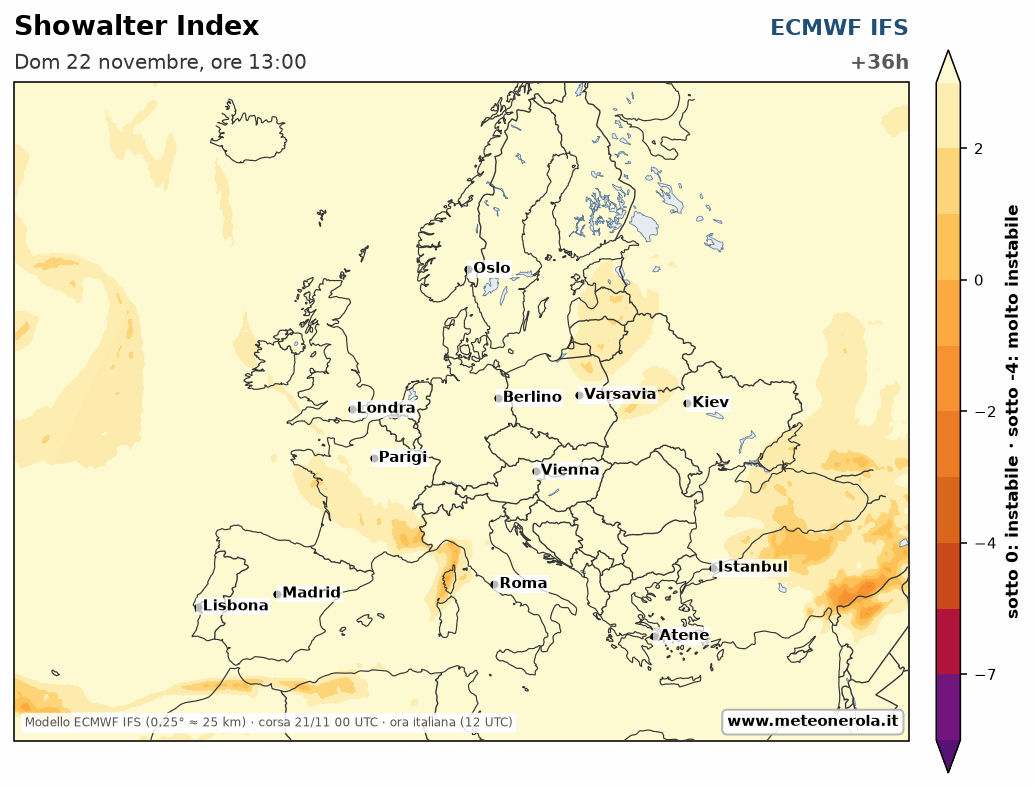 Showalter Index
ECMWF IFS
Dom 22 novembre, ore 13:00
+36h
Oslo
Berlino
Varsavia
Kiev
Londra
Parigi
Vienna
Istanbul
Roma
Madrid
Lisbona
Atene
2
0
−2
−4
−7
sotto 0: instabile · sotto -4: molto instabile
Modello ECMWF IFS (0,25° ≈ 25 km) · corsa 21/11 00 UTC · ora italiana (12 UTC)
www.meteonerola.it